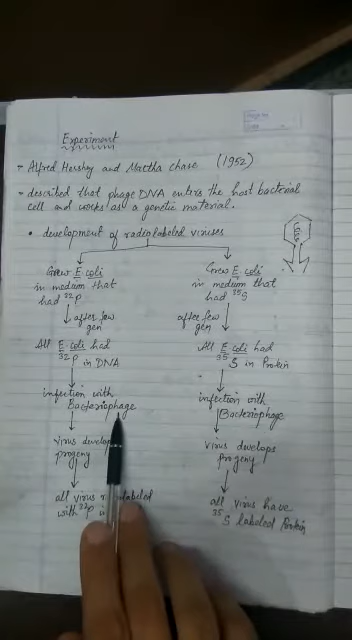 Experiment
- Alfred Hershey and Martha Chase (1952)
- described that phage DNA enters the host bacterial
cell and works as a genetic material.
• development of radiolabeled viruses
Grew E coli
in medium that
had 32P
↓ after few
gen
All E coli had
32P in DNA
infection with
Bacteriophage
virus develop
progeny
all virus labeled
with 32P
Grew E coli
in medium that
had 35S
after few ↓
gen
All E coli had
35S in Protein
infection with
Bacteriophage
virus develops
progeny
all virus have
35S labeled Protein